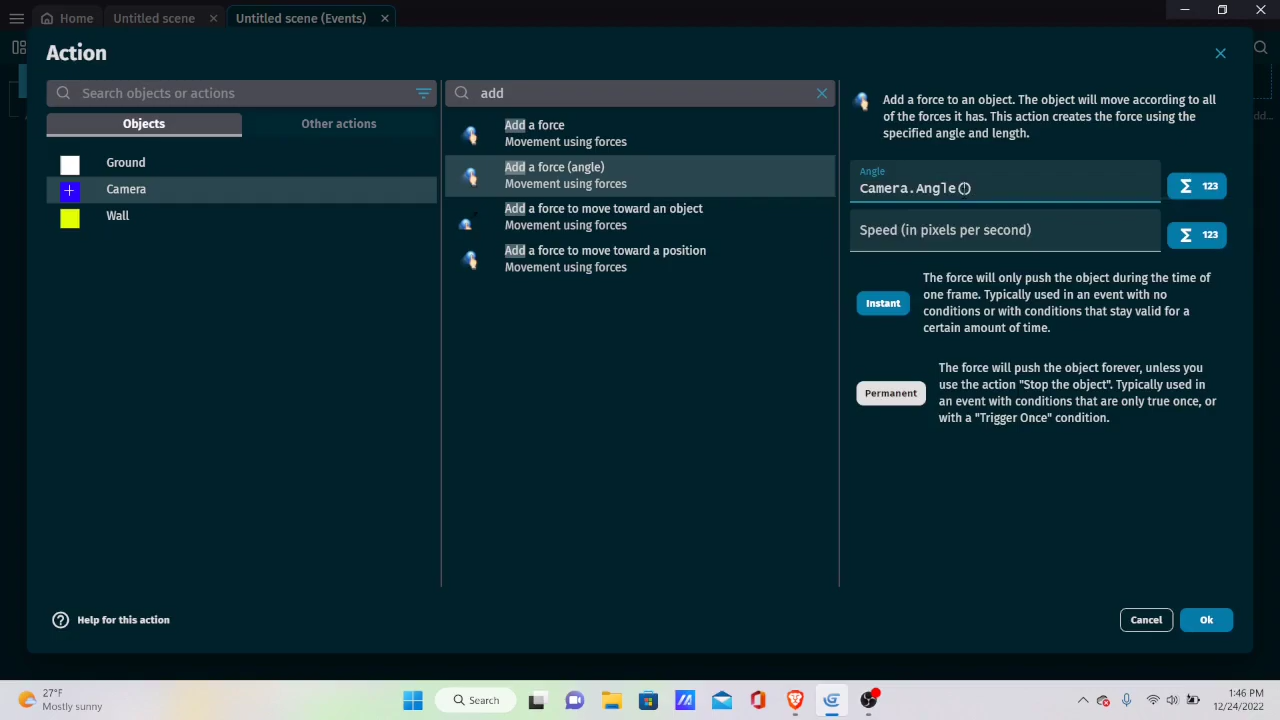 Home
Untitled scene
Untitled scene (Events)
Action
Search objects or actions
Objects
Other actions
Ground
Camera
Wall
add
Add a force
Movement using forces
Add a force (angle)
Movement using forces
Add a force to move toward an object
Movement using forces
Add a force to move toward a position
Movement using forces
Add a force to an object. The object will move according to all
of the forces it has. This action creates the force using the
specified angle and length.
Angle
Camera.Angle()
Σ 123
Speed (in pixels per second)
Σ 123
Instant
The force will only push the object during the time of
one frame. Typically used in an event with no
conditions or with conditions that stay valid for a
certain amount of time.
Permanent
The force will push the object forever, unless you
use the action "Stop the object". Typically used in
an event with conditions that are only true once, or
with a "Trigger Once" condition.
Help for this action
Cancel
Ok
27°F
Mostly sunny
Search
1:46 PM
12/24/2022